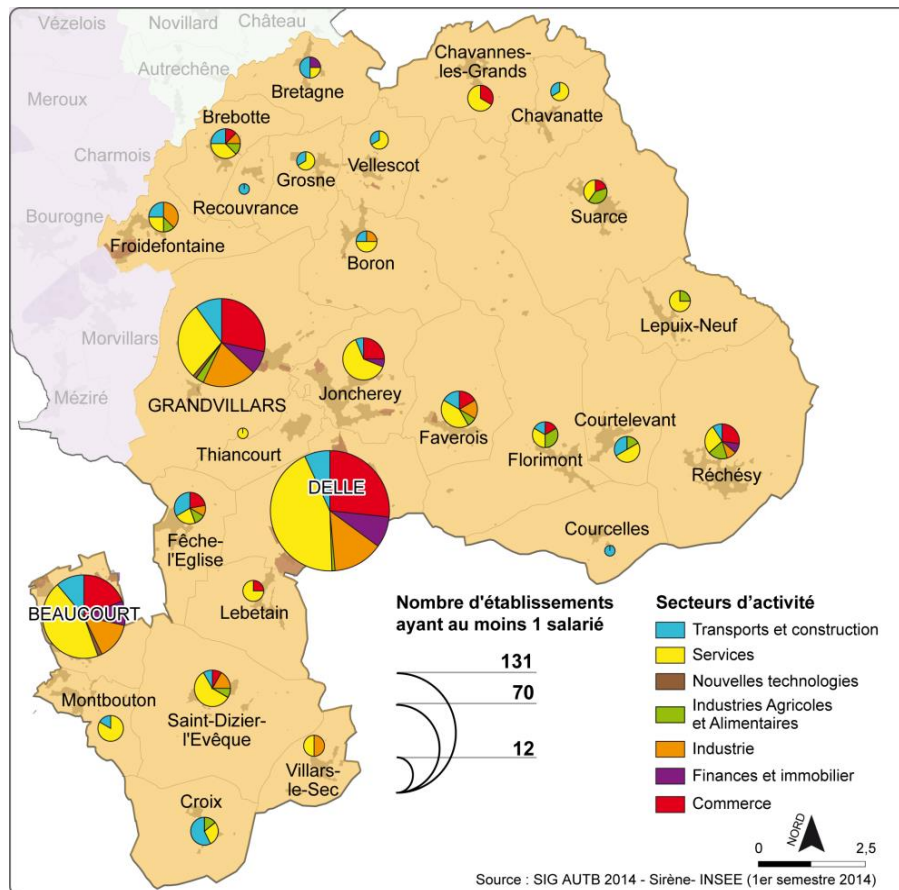 Vézelois
Novillard
Château
Autrechêne
Meroux
Bretagne
Chavannes-
les-Grands
Chavanatte
Brebotte
Charmois
Grosne
Vellescot
Recouvrance
Suarce
Bourogne
Froidefontaine
Boron
Lepuix-Neuf
Morvillars
Méziré
GRANDVILLARS
Joncherey
Thiancourt
Faverois
Florimont
Courtelevant
Réchésy
DELLE
Fêche-
l'Eglise
Courcelles
Lebetain
BEAUCOURT
Montbouton
Saint-Dizier-
l'Evêque
Villars-
le-Sec
Croix
Nombre d'établissements
ayant au moins 1 salarié
131
70
12
Secteurs d'activité
Transports et construction
Services
Nouvelles technologies
Industries Agricoles
et Alimentaires
Industrie
Finances et immobilier
Commerce
NORD
0 2,5
Source : SIG AUTB 2014 - Sirène- INSEE (1er semestre 2014)